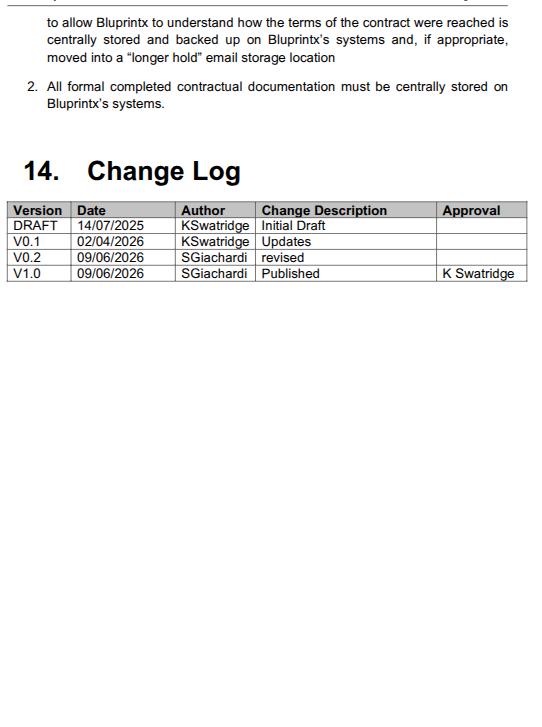 to allow Bluprintx to understand how the terms of the contract were reached is
centrally stored and backed up on Bluprintx's systems and, if appropriate,
moved into a “longer hold” email storage location
2. All formal completed contractual documentation must be centrally stored on
Bluprintx's systems.
14. Change Log
Version Date Author Change Description Approval
DRAFT 14/07/2025 KSwatridge Initial Draft
V0.1 02/04/2026 KSwatridge Updates
V0.2 09/06/2026 SGiachardi revised
V1.0 09/06/2026 SGiachardi Published K Swatridge